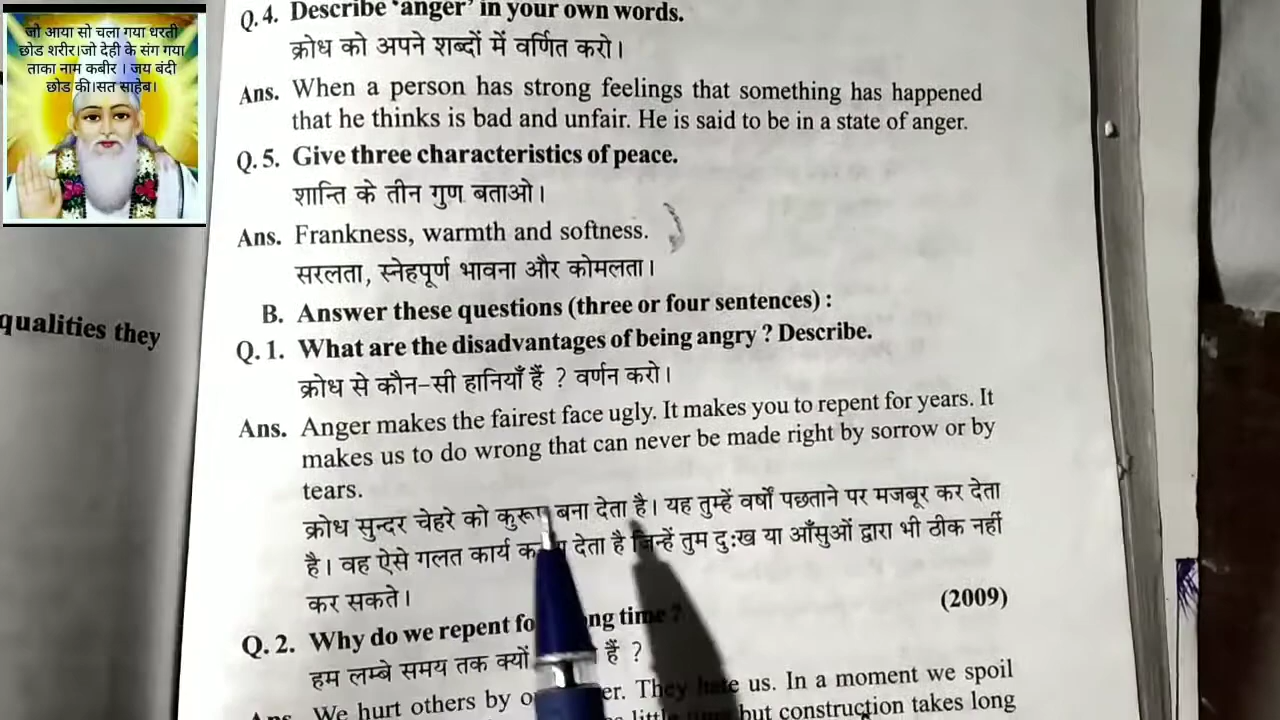 जो आया सो चला गया धरती
छोड शरीर।जो देही के संग गया
ताका नाम कबीर । जय बंदी
छोड की।सत साहेब।
qualities they
Q. 4. Describe 'anger' in your own words.
क्रोध को अपने शब्दों में वर्णित करो।
Ans. When a person has strong feelings that something has happened
that he thinks is bad and unfair. He is said to be in a state of anger.
Q. 5. Give three characteristics of peace.
शान्ति के तीन गुण बताओ।
Ans. Frankness, warmth and softness.
सरलता, स्नेहपूर्ण भावना और कोमलता।
B. Answer these questions (three or four sentences) :
Q. 1. What are the disadvantages of being angry ? Describe.
क्रोध से कौन-सी हानियाँ हैं ? वर्णन करो।
Ans. Anger makes the fairest face ugly. It makes you to repent for years. It
makes us to do wrong that can never be made right by sorrow or by
tears.
क्रोध सुन्दर चेहरे को कुरूप बना देता है। यह तुम्हें वर्षों पछताने पर मजबूर कर देता
है। वह ऐसे गलत कार्य देता है जिन्हें तुम दुःख या आँसुओं द्वारा भी ठीक नहीं
कर सकते।
(2009)
Q. 2. Why do we repent time ?
हम लम्बे समय तक क्यों हैं ?
Ans. We hurt others by They hate us. In a moment we spoil
little but construction takes long